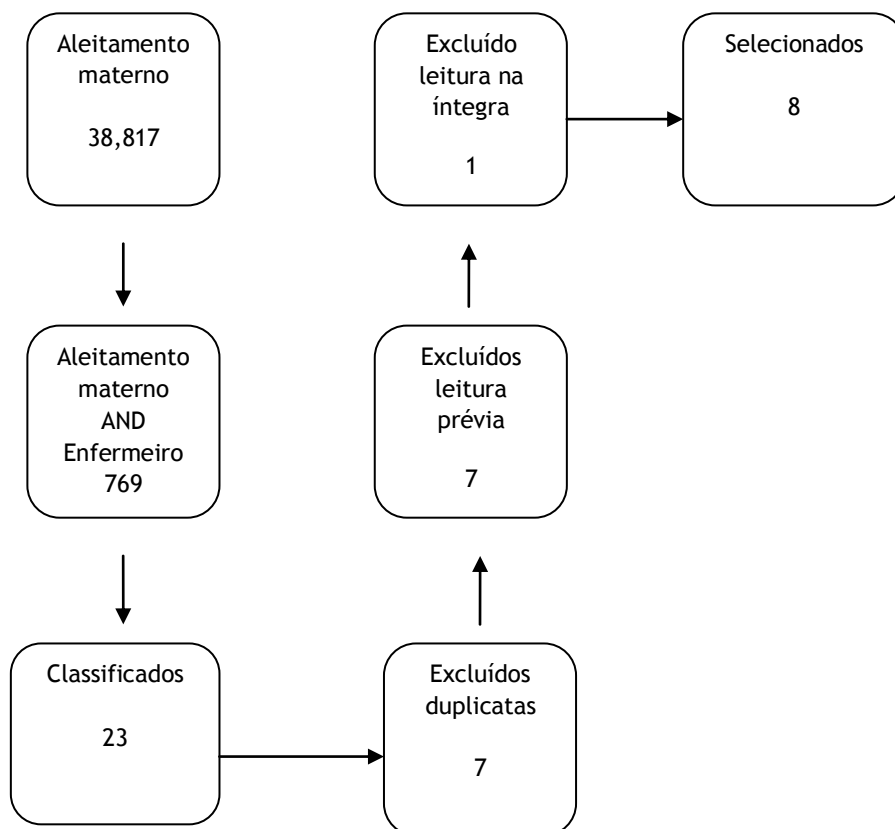 Aleitamento
materno
38,817
Aleitamento
materno
AND
Enfermeiro
769
Classificados
23
Excluídos
duplicatas
7
Excluídos
leitura
prévia
7
Excluído
leitura na
íntegra
1
Selecionados
8